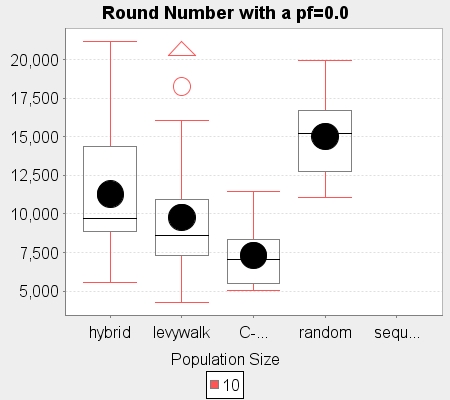 Round Number with a pf=0.0
20,000
17,500
15,000
12,500
10,000
7,500
5,000
hybrid levywalk C-... random sequ...
Population Size
10